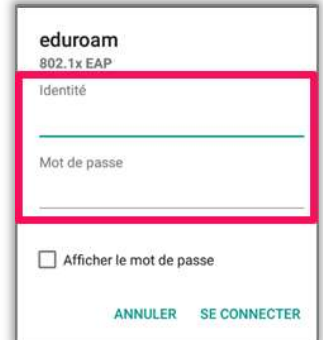 eduroam
802.1x EAP
Identité
Mot de passe
Afficher le mot de passe
ANNULER SE CONNECTER